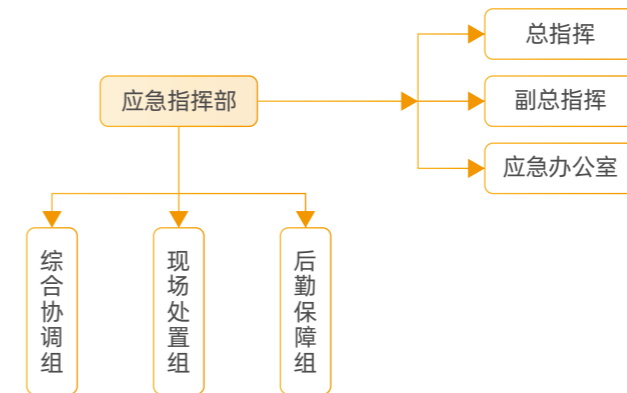 总指挥
应急指挥部
副总指挥
应急办公室
综合协调组
现场处置组
后勤保障组